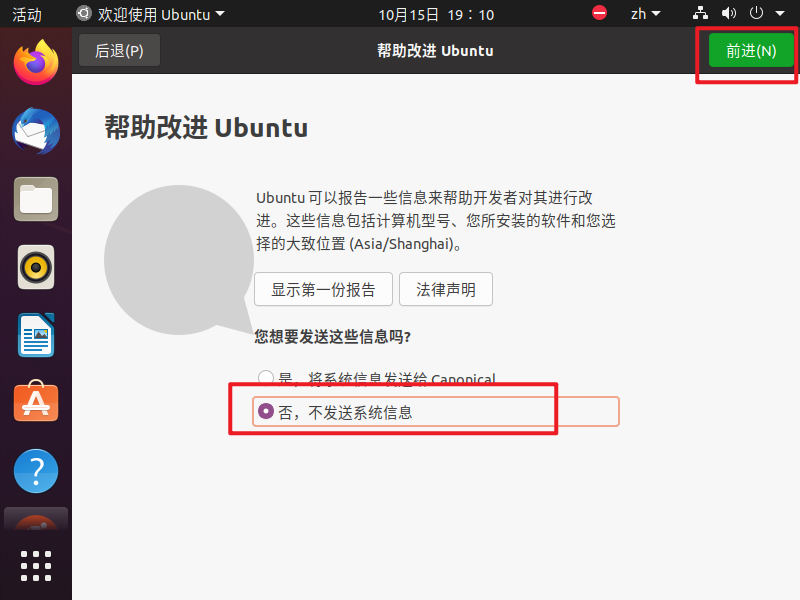 活动
欢迎使用 Ubuntu
10月15日 19：10
zh
后退(P)
帮助改进 Ubuntu
前进(N)
帮助改进 Ubuntu
Ubuntu 可以报告一些信息来帮助开发者对其进行改
进。这些信息包括计算机型号、您所安装的软件和您选
择的大致位置 (Asia/Shanghai)。
显示第一份报告
法律声明
您想要发送这些信息吗?
是，将系统信息发送给 Canonical
否，不发送系统信息